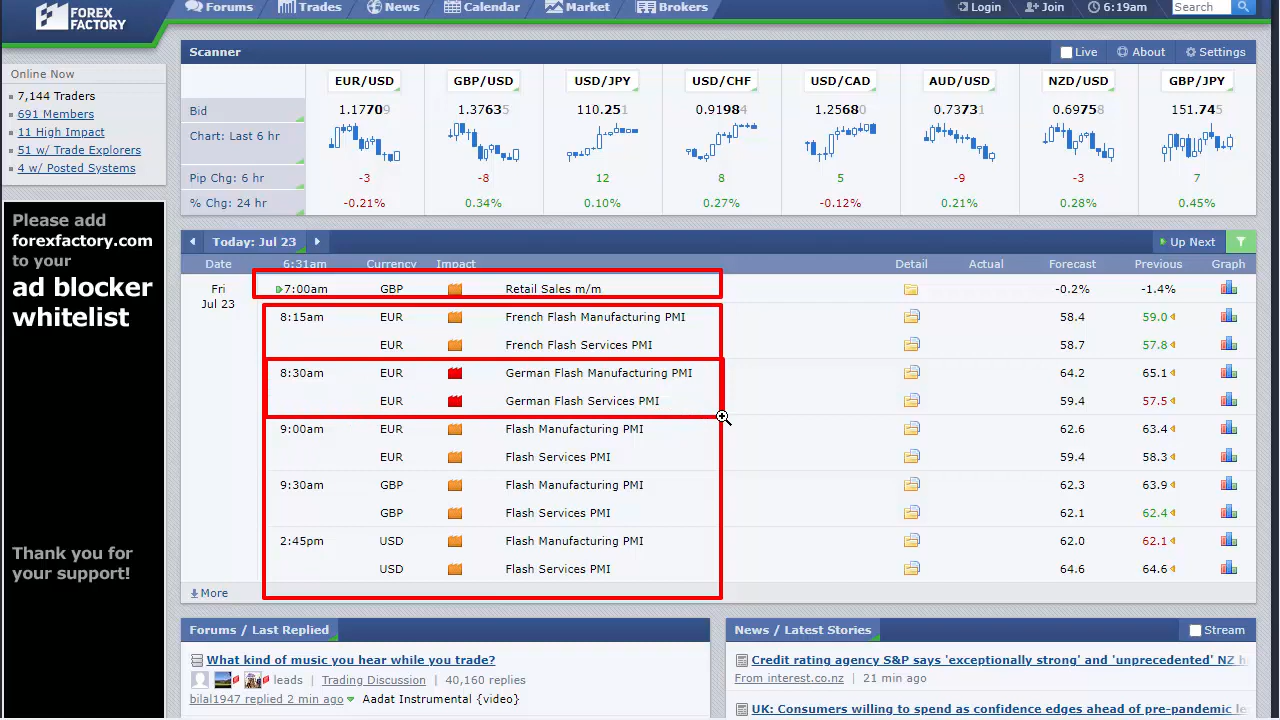 FOREX FACTORY
Forums Trades News Calendar Market Brokers Login Join 6:19am Search
Online Now
7,144 Traders
691 Members
11 High Impact
51 w/ Trade Explorers
4 w/ Posted Systems
Please add
forexfactory.com
to your
ad blocker
whitelist
Thank you for
your support!
Scanner Live About Settings
EUR/USD GBP/USD USD/JPY USD/CHF USD/CAD AUD/USD NZD/USD GBP/JPY
Bid 1.17709 1.37635 110.251 0.91984 1.25680 0.73731 0.69758 151.745
Chart: Last 6 hr
Pip Chg: 6 hr -3 -8 12 8 5 -9 -3 7
% Chg: 24 hr -0.21% 0.34% 0.10% 0.27% -0.12% 0.21% 0.28% 0.45%
Today: Jul 23 Up Next
Date 6:31am Currency Impact Detail Actual Forecast Previous Graph
Fri 7:00am GBP Retail Sales m/m -0.2% -1.4%
Jul 23
8:15am EUR French Flash Manufacturing PMI 58.4 59.0
EUR French Flash Services PMI 58.7 57.8
8:30am EUR German Flash Manufacturing PMI 64.2 65.1
EUR German Flash Services PMI 59.4 57.5
9:00am EUR Flash Manufacturing PMI 62.6 63.4
EUR Flash Services PMI 59.4 58.3
9:30am GBP Flash Manufacturing PMI 62.3 63.9
GBP Flash Services PMI 62.1 62.4
2:45pm USD Flash Manufacturing PMI 62.0 62.1
USD Flash Services PMI 64.6 64.6
More
Forums / Last Replied
What kind of music you hear while you trade?
leads | Trading Discussion | 40,160 replies
bilal1947 replied 2 min ago Aadat Instrumental {video}
News / Latest Stories Stream
Credit rating agency S&P says 'exceptionally strong' and 'unprecedented' NZ
From interest.co.nz | 21 min ago
UK: Consumers willing to spend as confidence edges ahead of pre-pandemic